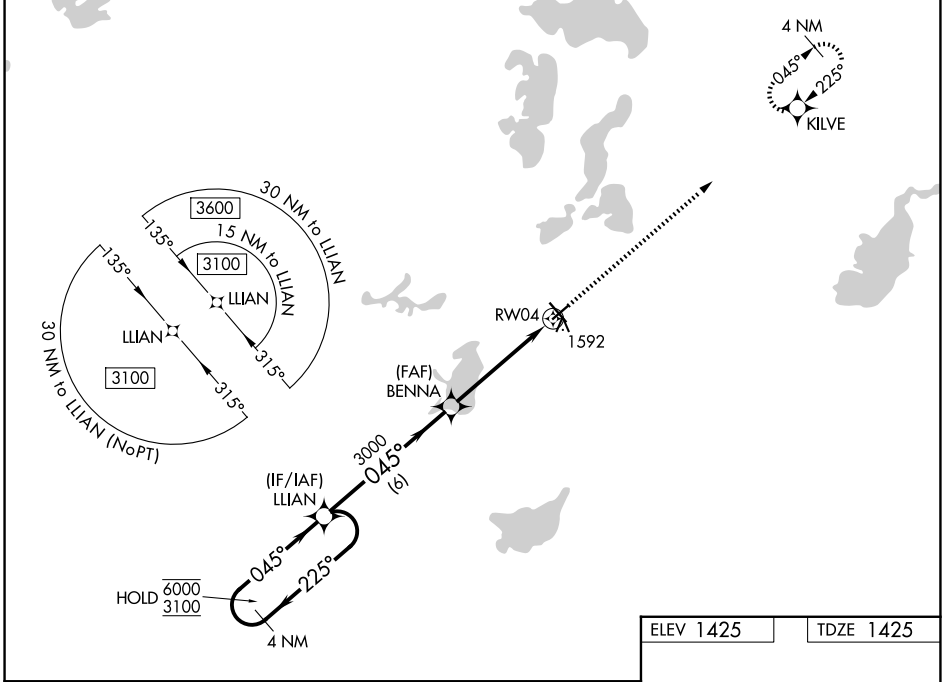 4 NM
045°
225°
KILVE
30 NM to LLIAN
3600
135°
15 NM to LLIAN
3100
LLIAN
315°
135°
LLIAN
3100
315°
30 NM to LLIAN (NoPT)
RW04
1592
(FAF)
BENNA
3000
045°
(6)
(IF/IAF)
LLIAN
045°
225°
HOLD 6000
3100
4 NM
ELEV 1425
TDZE 1425